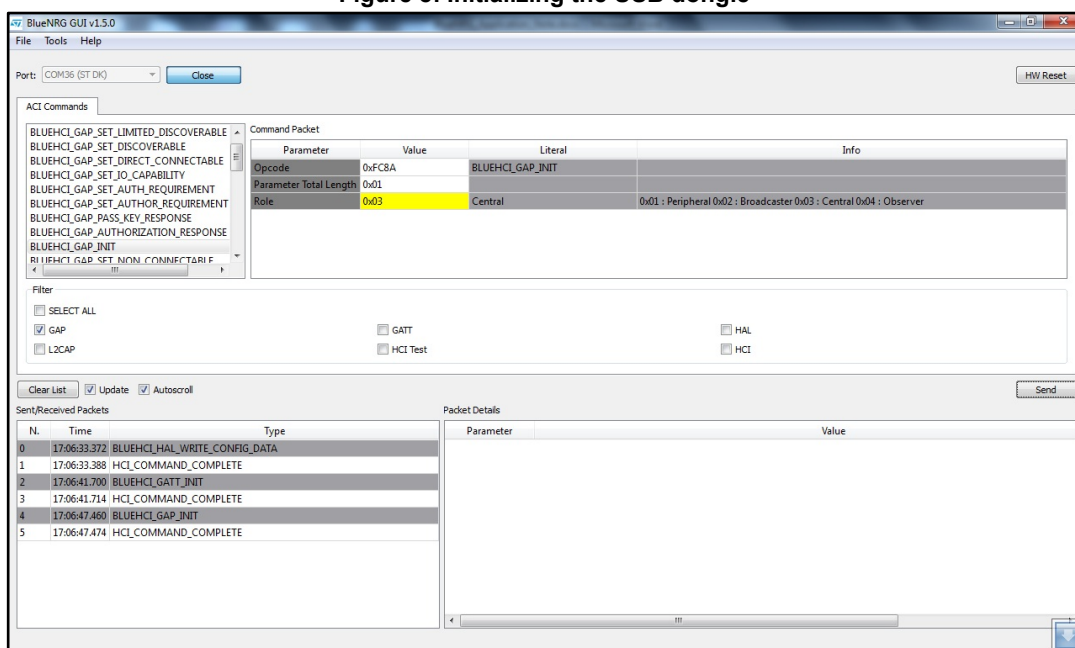 Figure 3. Initializing the USB dongle
BlueNRG GUI v1.5.0
File Tools Help
Port: COM36 (ST DK) Close HW Reset
ACI Commands
BLUEHCI_GAP_SET_LIMITED_DISCOVERABLE
BLUEHCI_GAP_SET_DISCOVERABLE
BLUEHCI_GAP_SET_DIRECT_CONNECTABLE
BLUEHCI_GAP_SET_IO_CAPABILITY
BLUEHCI_GAP_SET_AUTH_REQUIREMENT
BLUEHCI_GAP_SET_AUTHOR_REQUIREMENT
BLUEHCI_GAP_PASS_KEY_RESPONSE
BLUEHCI_GAP_AUTHORIZATION_RESPONSE
BLUEHCI_GAP_INIT
BLUEHCI_GAP_SET_NON_CONNECTABLE
Command Packet
Parameter Value Literal Info
Opcode 0xFC8A BLUEHCI_GAP_INIT
Parameter Total Length 0x01
Role 0x03 Central 0x01 : Peripheral 0x02 : Broadcaster 0x03 : Central 0x04 : Observer
Filter
SELECT ALL
GAP GATT HAL
L2CAP HCI Test HCI
Clear List Update Autoscroll Send
Sent/Received Packets
N. Time Type
0 17:06:33.372 BLUEHCI_HAL_WRITE_CONFIG_DATA
1 17:06:33.388 HCI_COMMAND_COMPLETE
2 17:06:41.700 BLUEHCI_GATT_INIT
3 17:06:41.714 HCI_COMMAND_COMPLETE
4 17:06:47.460 BLUEHCI_GAP_INIT
5 17:06:47.474 HCI_COMMAND_COMPLETE
Packet Details
Parameter Value